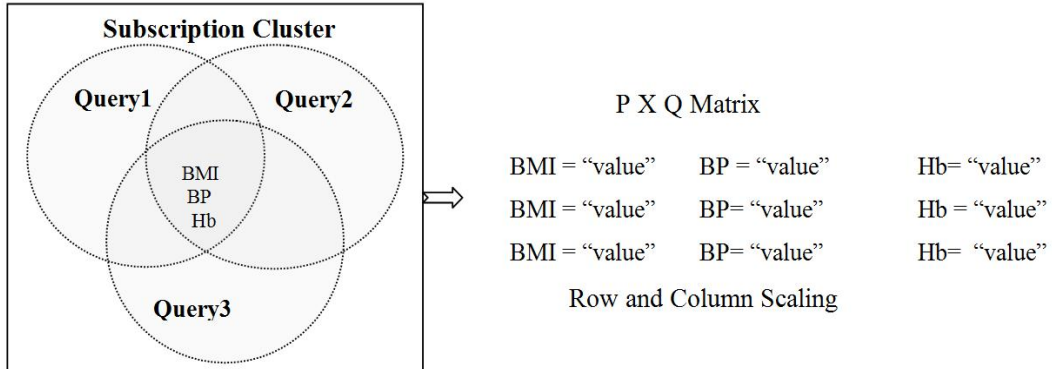 Subscription Cluster
Query1
Query2
BMI
BP
Hb
Query3
P X Q Matrix
BMI = “value” BP = “value” Hb= “value”
BMI = “value” BP= “value” Hb = “value”
BMI = “value” BP= “value” Hb= “value”
Row and Column Scaling